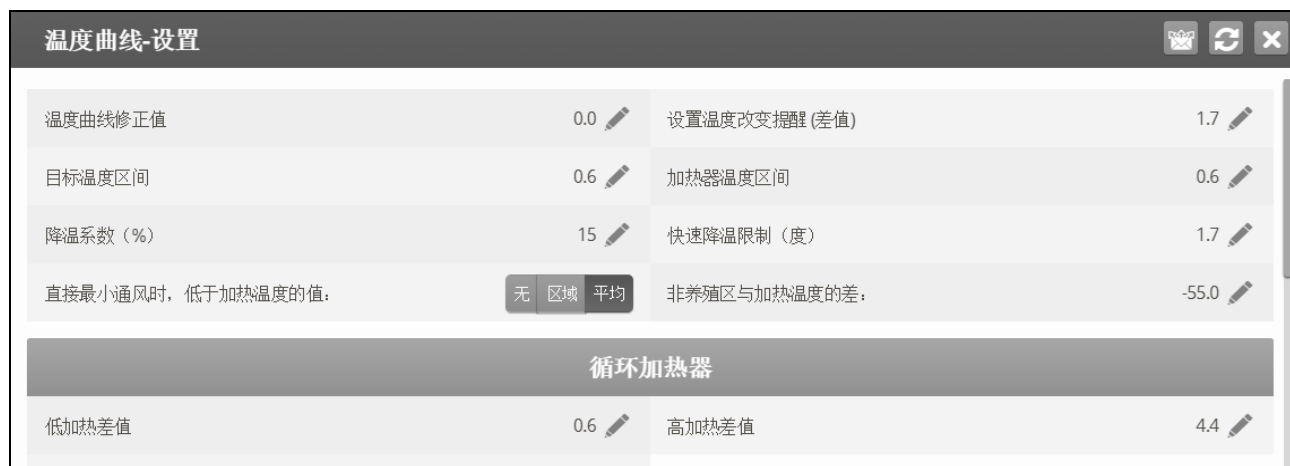 温度曲线-设置
温度曲线修正值 0.0 设置温度改变提醒(差值) 1.7
目标温度区间 0.6 加热器温度区间 0.6
降温系数（%） 15 快速降温限制（度） 1.7
直接最小通风时，低于加热温度的值： 无 区域 平均 非养殖区与加热温度的差： -55.0
循环加热器
低加热差值 0.6 高加热差值 4.4